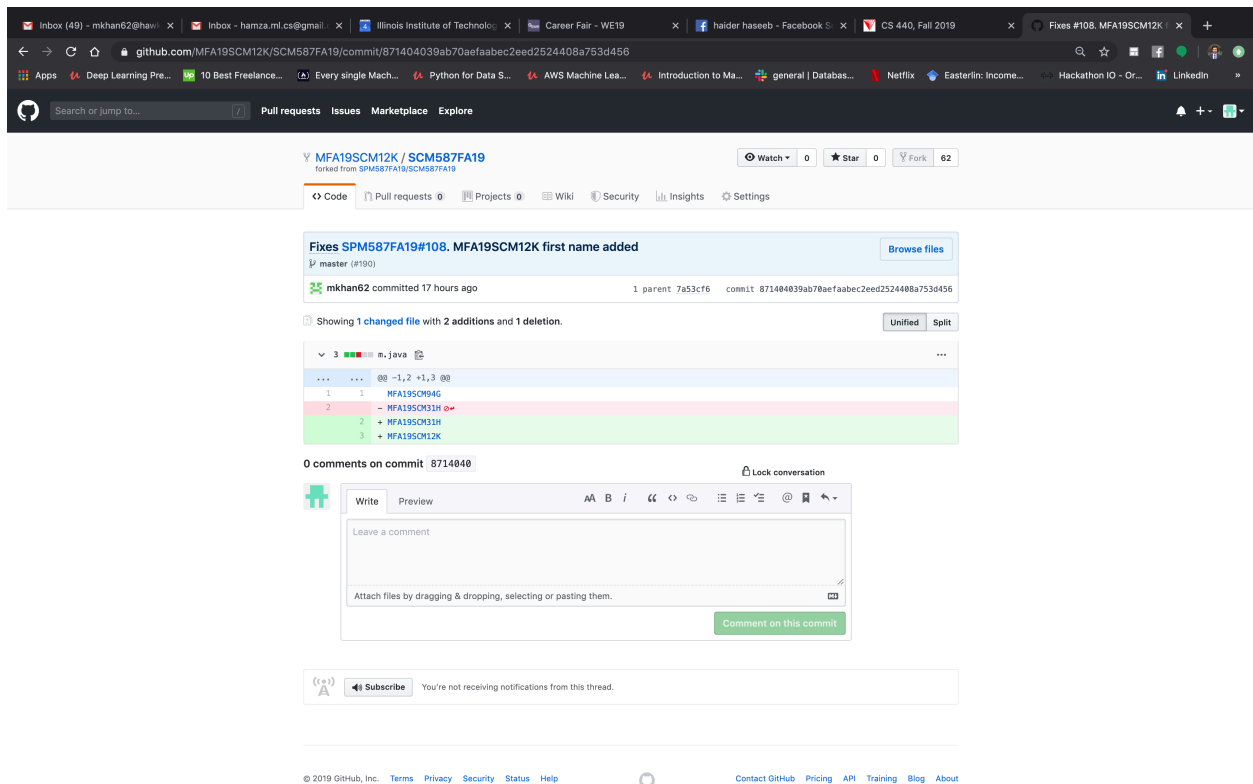 Inbox (49) - mkhan62@hawk
Inbox - hamza.ml.cs@gmail.c
Illinois Institute of Technolog
Career Fair - WE19
haider haseeb - Facebook S
CS 440, Fall 2019
Fixes #108. MFA19SCM12K f
github.com/MFA19SCM12K/SCM587FA19/commit/871404039ab70aefaabec2eed2524408a753d456
Apps
Deep Learning Pre...
10 Best Freelance...
Every single Mach...
Python for Data S...
AWS Machine Lea...
Introduction to Ma...
general | Databas...
Netflix
Easterlin: Income...
Hackathon IO - Or...
LinkedIn
»
Search or jump to...
/
Pull requests Issues Marketplace Explore
MFA19SCM12K / SCM587FA19
forked from SPM587FA19/SCM587FA19
Watch 0
Star 0
Fork 62
Code
Pull requests 0
Projects 0
Wiki
Security
Insights
Settings
Fixes SPM587FA19#108. MFA19SCM12K first name added
master (#190)
Browse files
mkhan62 committed 17 hours ago
1 parent 7a53cf6 commit 871404039ab70aefaabec2eed2524408a753d456
Showing 1 changed file with 2 additions and 1 deletion.
Unified Split
3 m.java ...
... ... @@ -1,2 +1,3 @@
1 1 MFA19SCM94G
2 - MFA19SCM31H
2 + MFA19SCM31H
3 + MFA19SCM12K
0 comments on commit 8714040
Lock conversation
Write Preview
AA B i “ <> @
Leave a comment
Attach files by dragging & dropping, selecting or pasting them.
Comment on this commit
Subscribe You're not receiving notifications from this thread.
© 2019 GitHub, Inc. Terms Privacy Security Status Help
Contact GitHub Pricing API Training Blog About